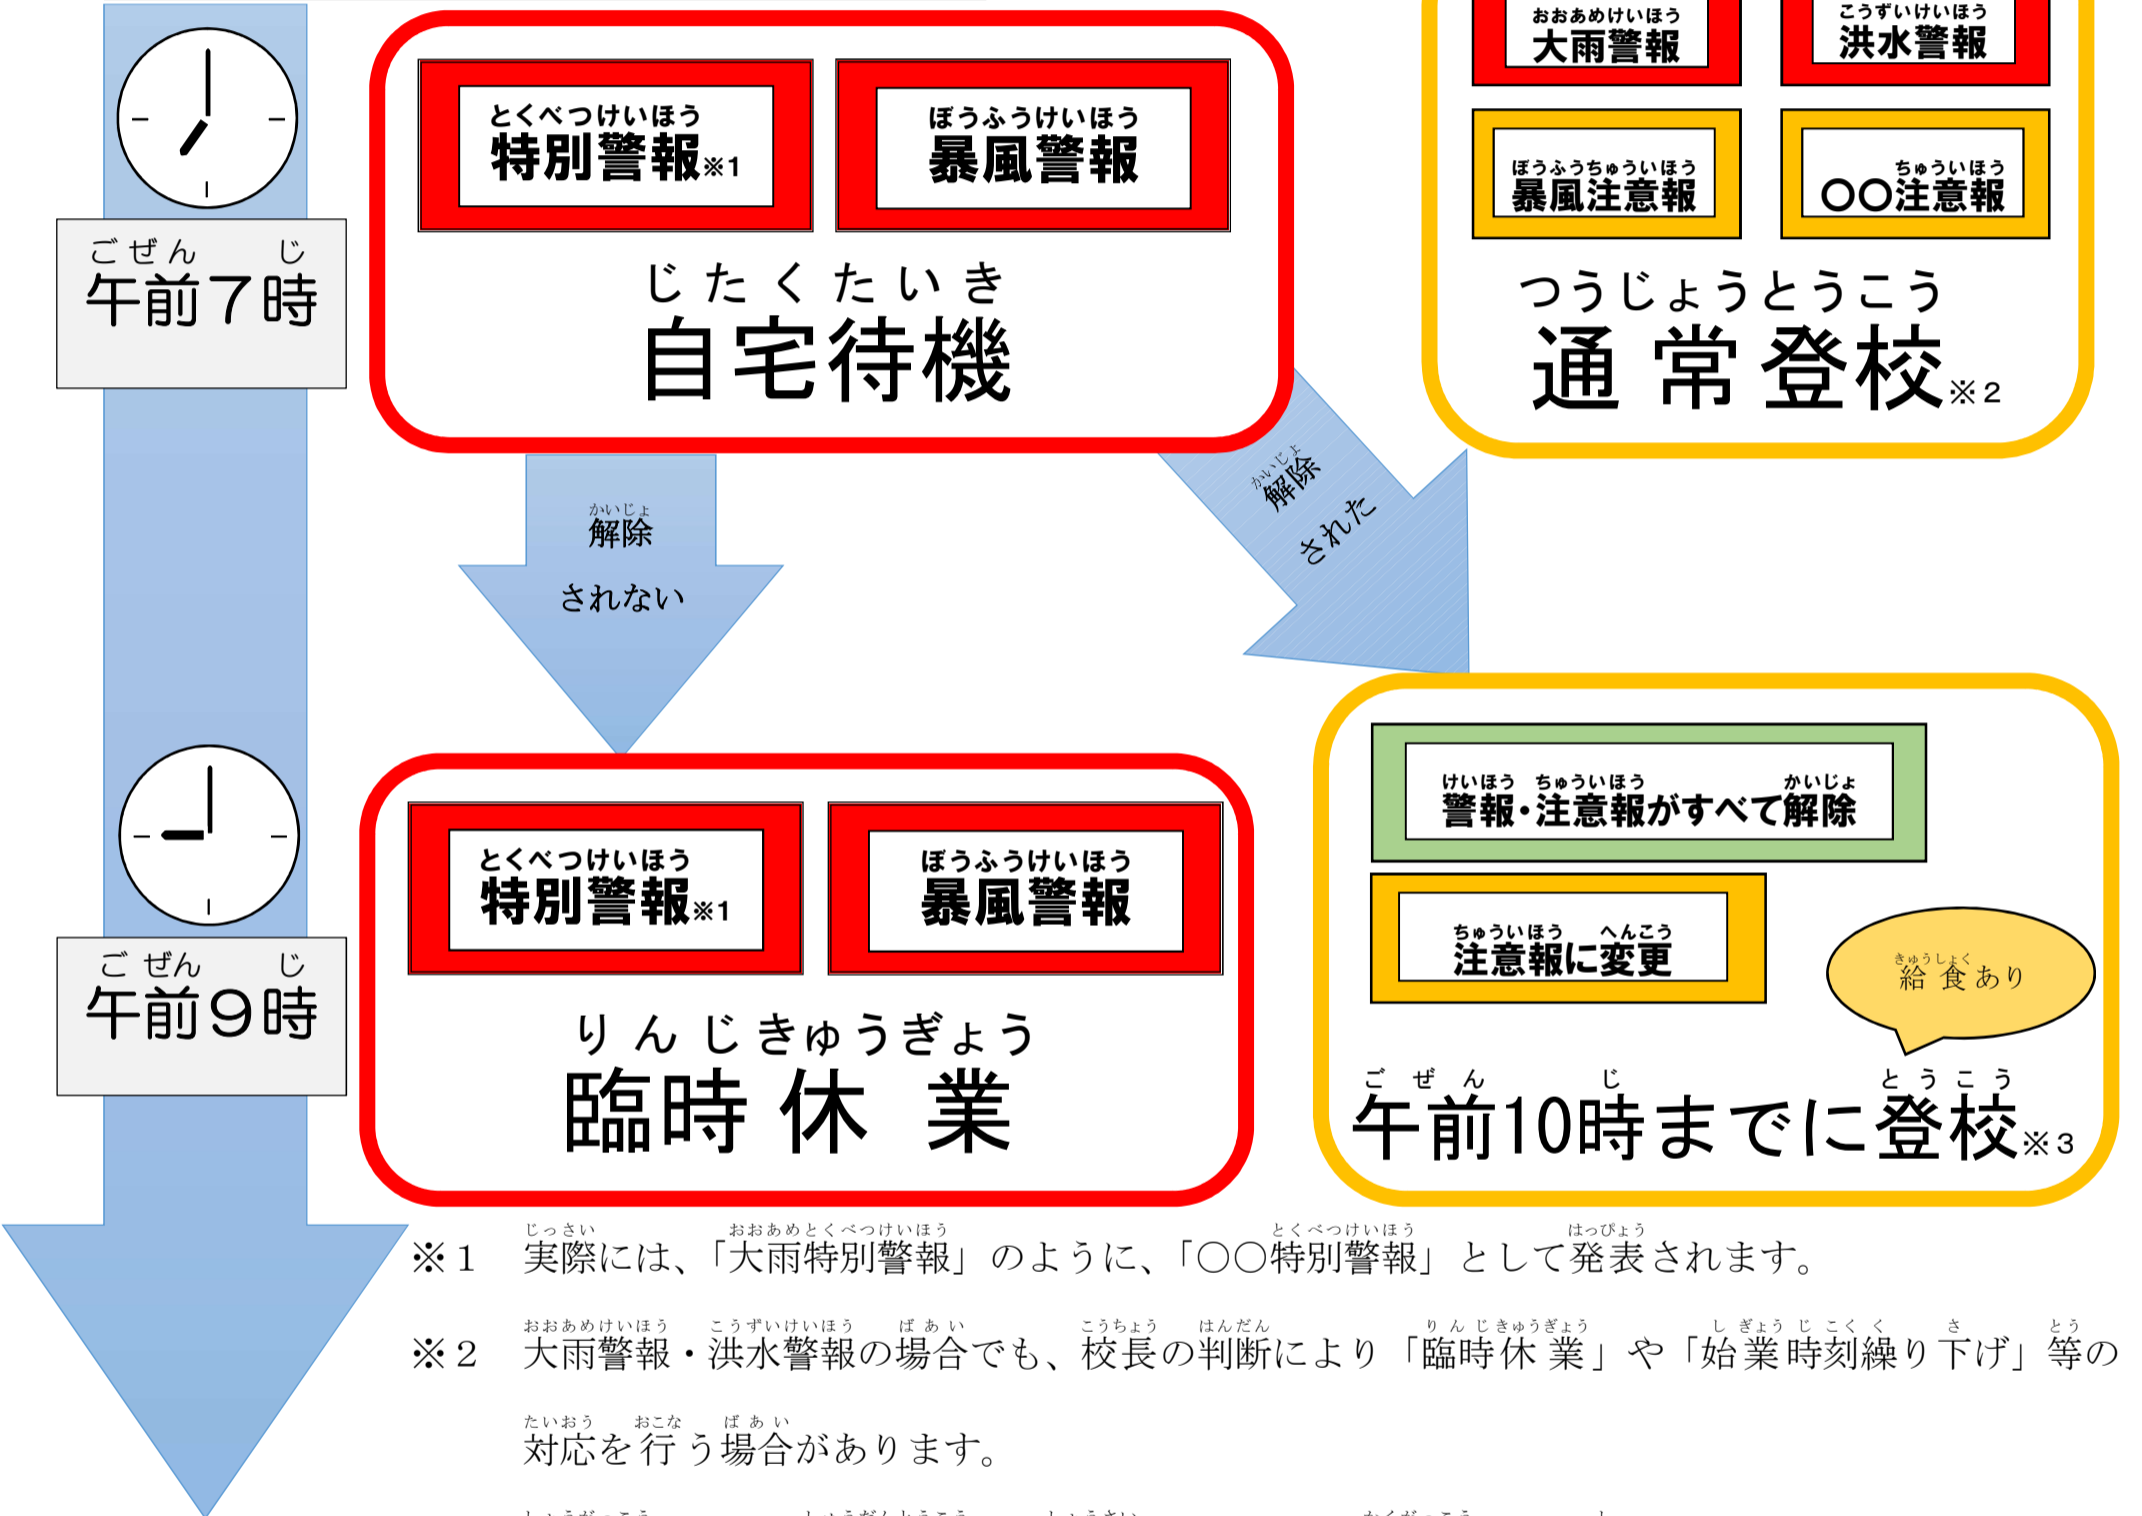 おおあめけいほう
大雨警報
こうずいけいほう
洪水警報
とくべつけいほう
特別警報※1
ぼうふうけいほう
暴風警報
ぼうふうちゅういほう
暴風注意報
ちゅういほう
〇〇注意報
ごぜん じ
午前7時
じたくたいき
自宅待機
つうじょうとうこう
通常登校※2
かいじょ
解除
されない
かいじょ
解除
された
とくべつけいほう
特別警報※1
ぼうふうけいほう
暴風警報
けいほう ちゅういほう かいじょ
警報・注意報がすべて解除
ちゅういほう へんこう
注意報に変更
きゅうしょく
給食あり
ごぜん じ
午前9時
りんじきゅうぎょう
臨時休業
ごぜん じ とうこう
午前10時までに登校※3
じっさい おおあめとくべつけいほう とくべつけいほう はっぴょう
※1 実際には、「大雨特別警報」のように、「〇〇特別警報」として発表されます。
おおあめけいほう こうずいけいほう ばあい こうちょう はんだん りんじきゅうぎょう しぎょうじこくく さ とう
※2 大雨警報・洪水警報の場合でも、校長の判断により「臨時休業」や「始業時刻繰り下げ」等の
たいおう おこな ばあい
対応を行う場合があります。